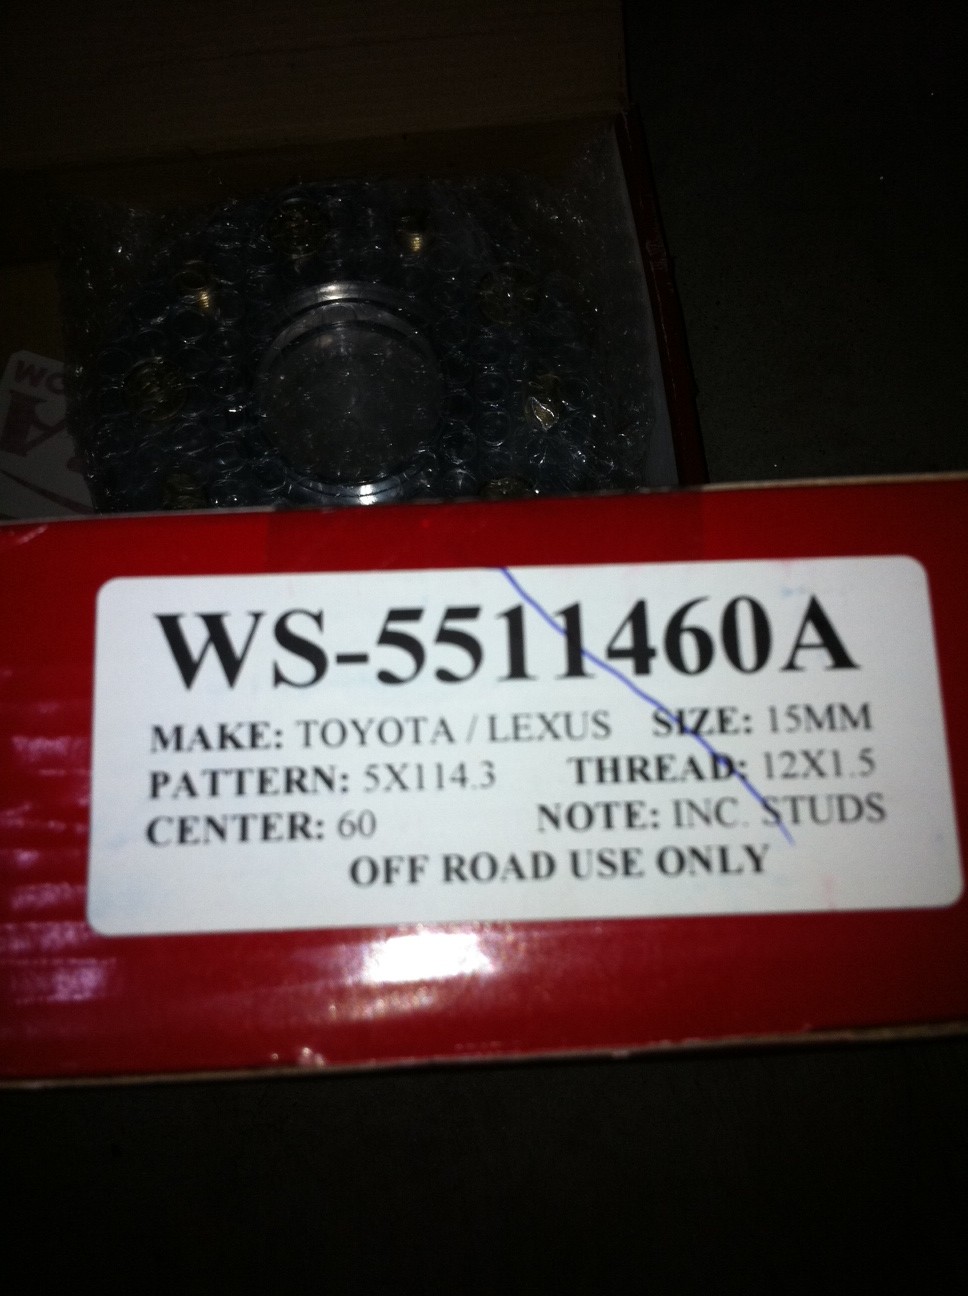 WS-5511460A
MAKE: TOYOTA / LEXUS SIZE: 15MM
PATTERN: 5X114.3 THREAD: 12X1.5
CENTER: 60 NOTE: INC. STUDS
OFF ROAD USE ONLY